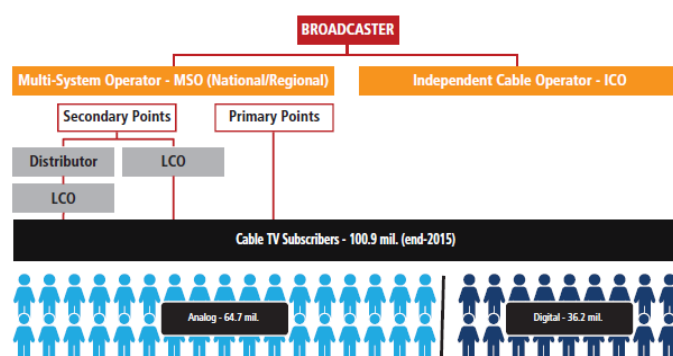 BROADCASTER
Multi-System Operator - MSO (National/Regional)
Independent Cable Operator - ICO
Secondary Points
Primary Points
Distributor
LCO
LCO
Cable TV Subscribers - 100.9 mil. (end-2015)
Analog - 64.7 mil.
Digital - 36.2 mil.